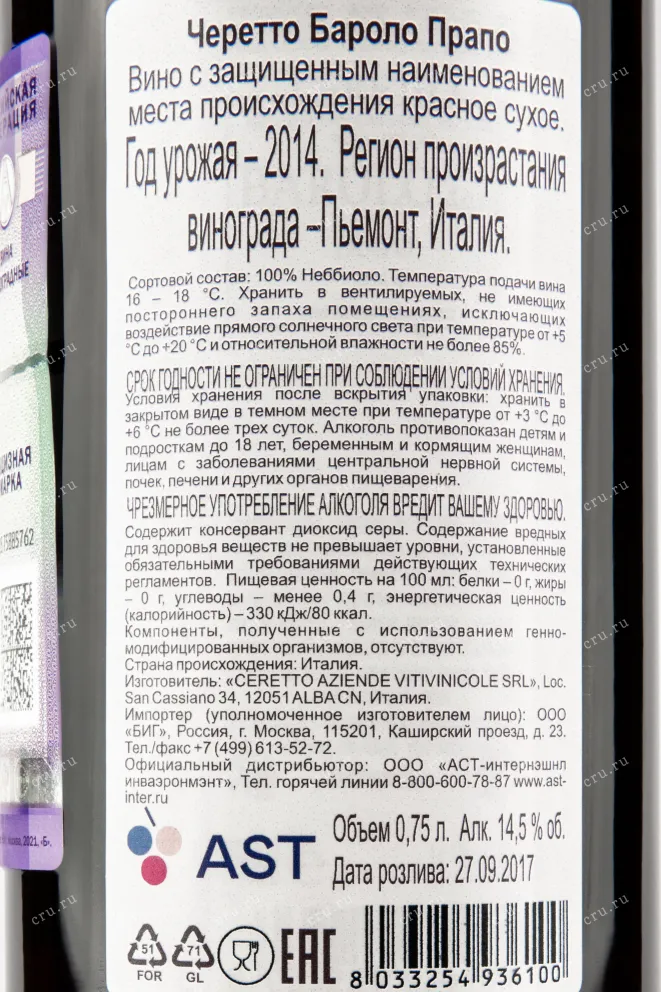 Черетто Бароло Прапо
Вино с защищенным наименованием
места происхождения красное сухое.
Год урожая – 2014. Регион произрастания
винограда –Пьемонт, Италия.
Сортовой состав: 100% Неббиоло. Температура подачи вина
16 – 18 °С. Хранить в вентилируемых, не имеющих
постороннего запаха помещениях, исключающих
воздействие прямого солнечного света при температуре от +5
°С до +20 °С и относительной влажности не более 85%.
СРОК ГОДНОСТИ НЕ ОГРАНИЧЕН ПРИ СОБЛЮДЕНИИ УСЛОВИЙ ХРАНЕНИЯ.
Условия хранения после вскрытия упаковки: хранить в
закрытом виде в темном месте при температуре от +3 °С до
+6 °С не более трех суток. Алкоголь противопоказан детям и
подросткам до 18 лет, беременным и кормящим женщинам,
лицам с заболеваниями центральной нервной системы,
почек, печени и других органов пищеварения.
ЧРЕЗМЕРНОЕ УПОТРЕБЛЕНИЕ АЛКОГОЛЯ ВРЕДИТ ВАШЕМУ ЗДОРОВЬЮ.
Содержит консервант диоксид серы. Содержание вредных
для здоровья веществ не превышает уровни, установленные
обязательными требованиями действующих технических
регламентов. Пищевая ценность на 100 мл: белки – 0 г, жиры
– 0 г, углеводы – менее 0,4 г, энергетическая ценность
(калорийность) – 330 кДж/80 ккал.
Компоненты, полученные с использованием генно-
модифицированных организмов, отсутствуют.
Страна происхождения: Италия.
Изготовитель: «CERETTO AZIENDE VITIVINICOLE SRL», Loc.
San Cassiano 34, 12051 ALBA CN, Италия.
Импортер (уполномоченное изготовителем лицо): ООО
«БИГ», Россия, г. Москва, 115201, Каширский проезд, д. 23.
Тел./факс +7 (499) 613-52-72.
Официальный дистрибьютор: ООО «АСТ-интернэшнл
инваэронмэнт», Тел. горячей линии 8-800-600-78-87 www.ast-
inter.ru
AST
Объем 0,75 л. Алк. 14,5 % об.
Дата розлива: 27.09.2017
51
FOR
71
GL
EAC
8 033254 936100
cru.ru